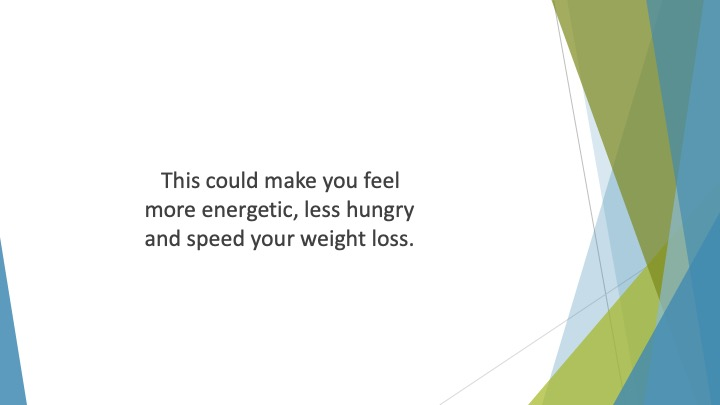 This could make you feel
more energetic, less hungry
and speed your weight loss.